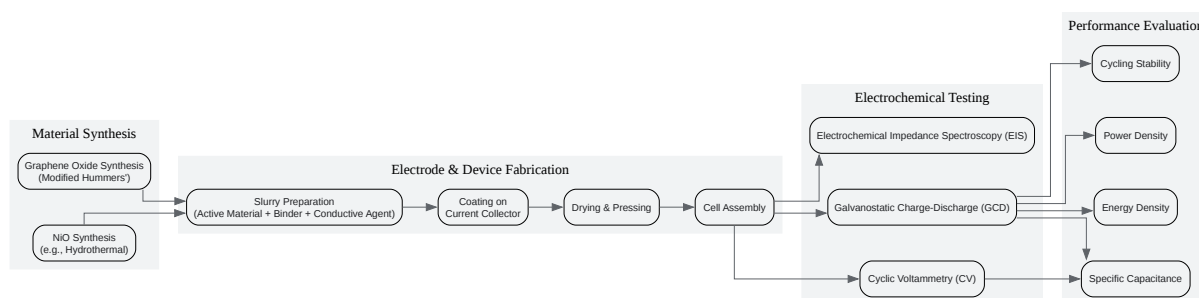 Material Synthesis
Graphene Oxide Synthesis
(Modified Hummers')
NiO Synthesis
(e.g., Hydrothermal)
Electrode & Device Fabrication
Slurry Preparation
(Active Material + Binder + Conductive Agent)
Coating on
Current Collector
Drying & Pressing
Cell Assembly
Electrochemical Testing
Electrochemical Impedance Spectroscopy (EIS)
Galvanostatic Charge-Discharge (GCD)
Cyclic Voltammetry (CV)
Performance Evaluation
Cycling Stability
Power Density
Energy Density
Specific Capacitance